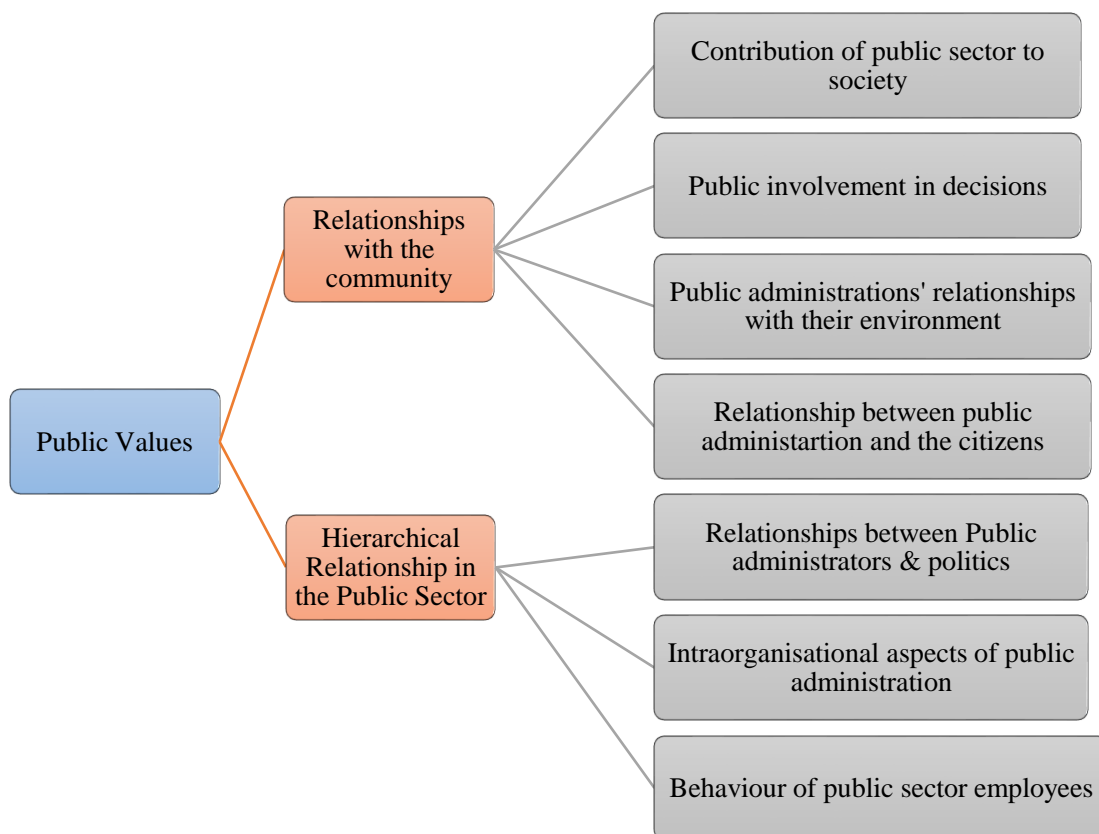 Public Values
Relationships
with the
community
Hierarchical
Relationship in
the Public Sector
Contribution of public sector to
society
Public involvement in decisions
Public administrations' relationships
with their environment
Relationship between public
administartion and the citizens
Relationships between Public
administrators & politics
Intraorganisational aspects of public
administration
Behaviour of public sector employees